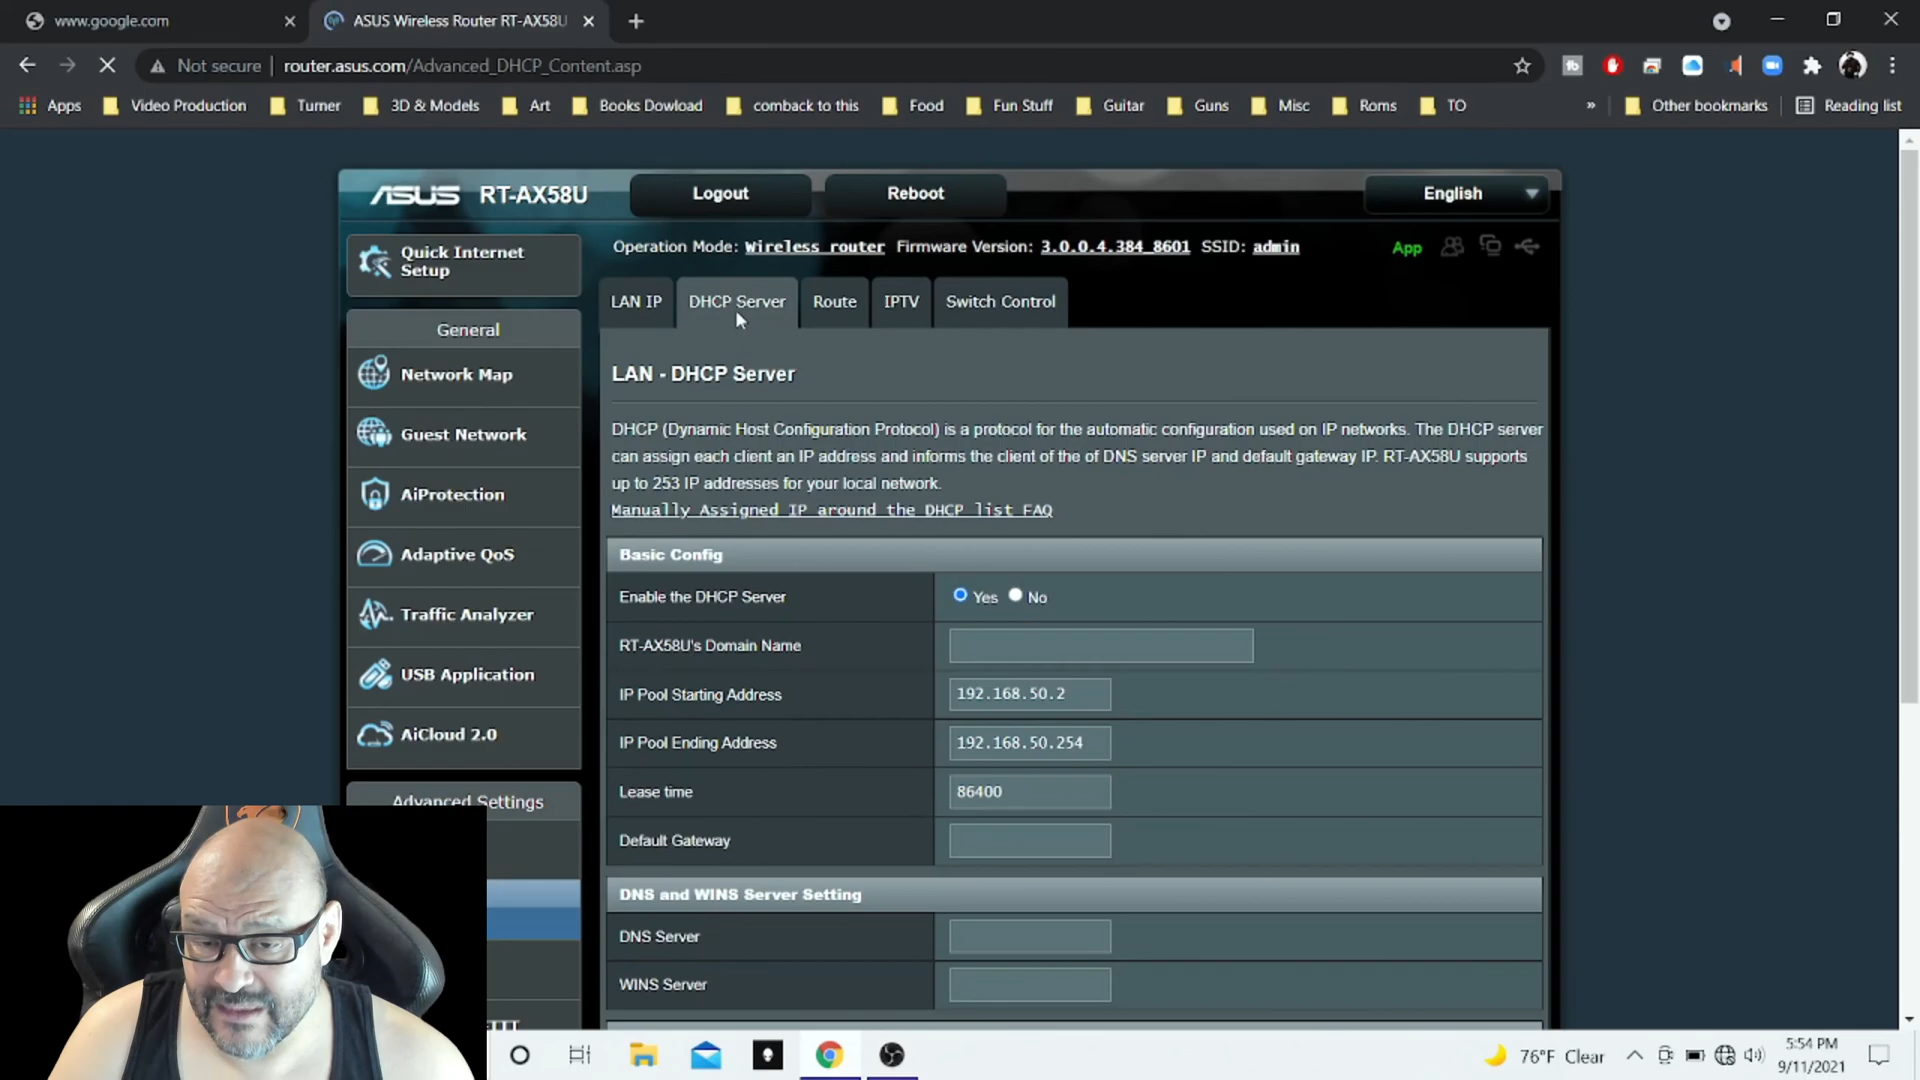 www.google.com
ASUS Wireless Router RT-AX58U
Not secure
router.asus.com/Advanced_DHCP_Content.asp
Apps
Video Production
Turner
3D & Models
Art
Books Dowload
comback to this
Food
Fun Stuff
Guitar
Guns
Misc
Roms
TO
»
Other bookmarks
Reading list
ASUS RT-AX58U
Logout
Reboot
English
Quick Internet
Setup
Operation Mode: Wireless router Firmware Version: 3.0.0.4.384_8601 SSID: admin
App
General
Network Map
Guest Network
AiProtection
Adaptive QoS
Traffic Analyzer
USB Application
AiCloud 2.0
Advanced Settings
LAN IP
DHCP Server
Route
IPTV
Switch Control
LAN - DHCP Server
DHCP (Dynamic Host Configuration Protocol) is a protocol for the automatic configuration used on IP networks. The DHCP server
can assign each client an IP address and informs the client of the of DNS server IP and default gateway IP. RT-AX58U supports
up to 253 IP addresses for your local network.
Manually Assigned IP around the DHCP list FAQ
Basic Config
Enable the DHCP Server
Yes No
RT-AX58U's Domain Name
IP Pool Starting Address
192.168.50.2
IP Pool Ending Address
192.168.50.254
Lease time
86400
Default Gateway
DNS and WINS Server Setting
DNS Server
WINS Server
76°F Clear
5:54 PM
9/11/2021